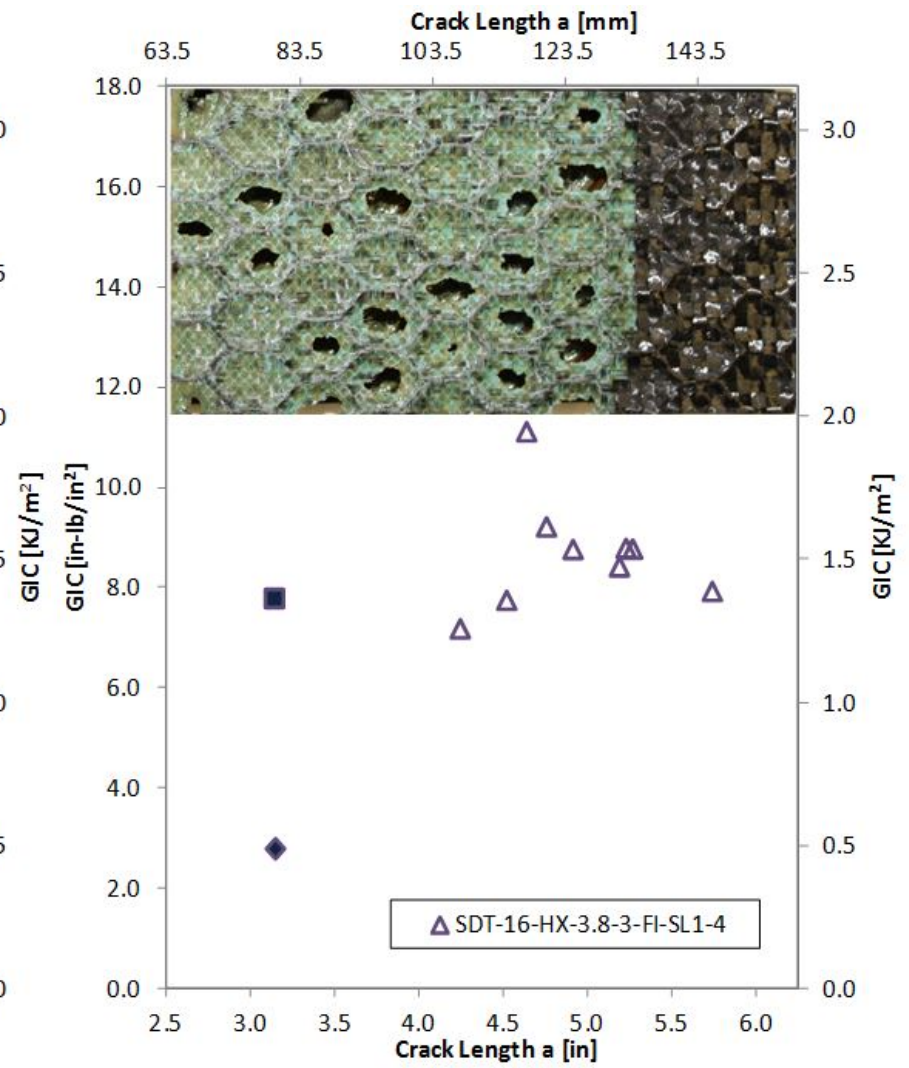 Crack Length a [mm]
63.5 83.5 103.5 123.5 143.5
18.0
16.0
14.0
12.0
10.0
8.0
6.0
4.0
2.0
0.0
GIC [KJ/m²]
GIC [in-lb/in²]
3.0
2.5
2.0
1.5
1.0
0.5
0.0
GIC [KJ/m²]
SDT-16-HX-3.8-3-FI-SL1-4
2.5 3.0 3.5 4.0 4.5 5.0 5.5 6.0
Crack Length a [in]